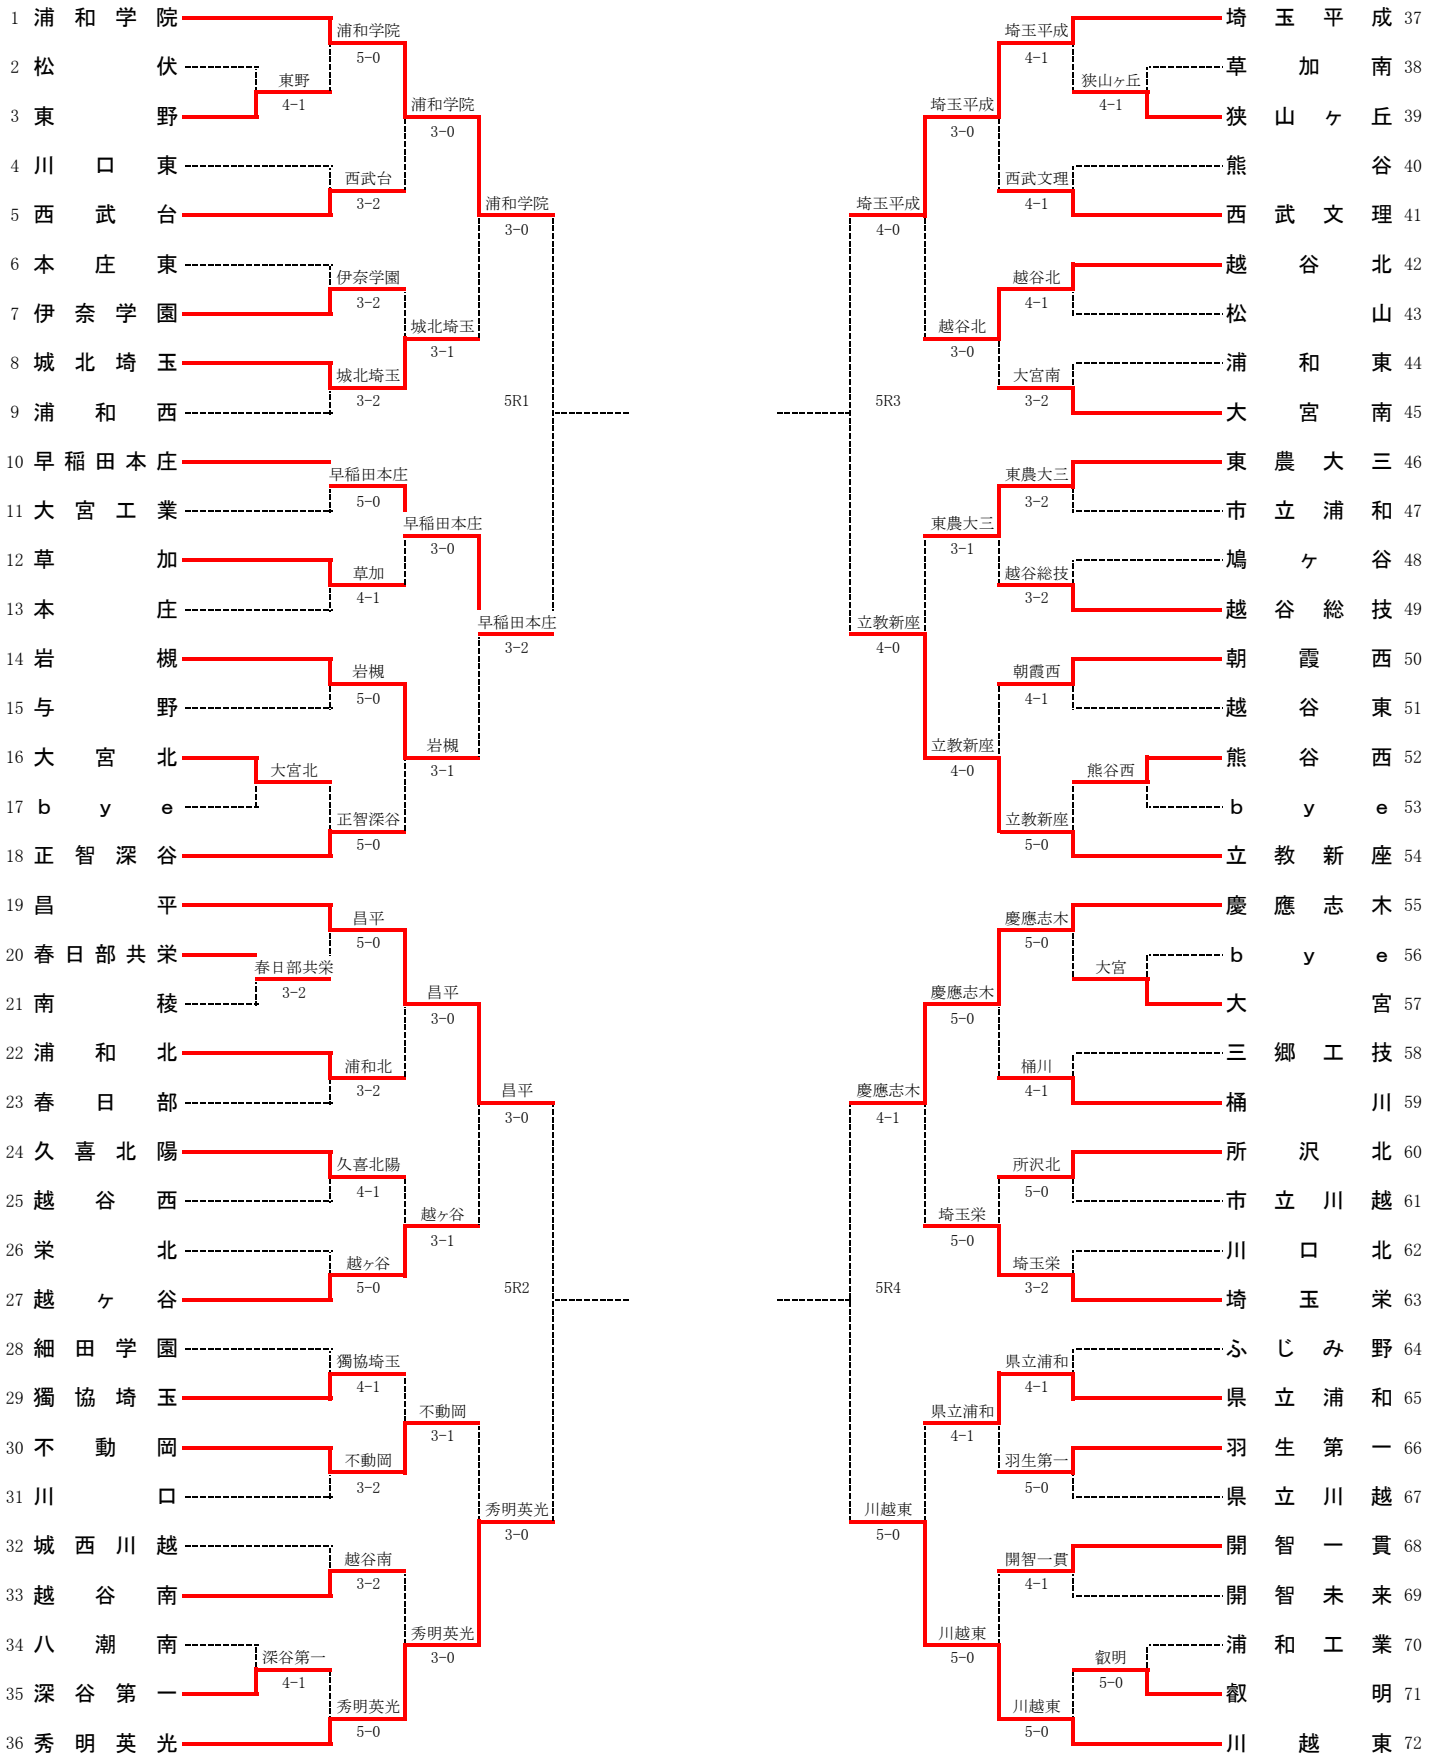 1 浦和学院
2 松伏
3 東野
4 川口東
5 西武台
6 本庄東
7 伊奈学園
8 城北埼玉
9 浦和西
10 早稲田本庄
11 大宮工業
12 草加
13 本庄
14 岩槻
15 与野
16 大宮北
17 ｂｙｅ
18 正智深谷
19 昌平
20 春日部共栄
21 南稜
22 浦和北
23 春日部
24 久喜北陽
25 越谷西
26 栄北
27 越ヶ谷
28 細田学園
29 獨協埼玉
30 不動岡
31 川口
32 城西川越
33 越谷南
34 八潮南
35 深谷第一
36 秀明英光
東野
4-1
大宮北
春日部共栄
3-2
深谷第一
4-1
浦和学院
5-0
西武台
3-2
伊奈学園
3-2
城北埼玉
3-2
早稲田本庄
5-0
草加
4-1
岩槻
5-0
正智深谷
5-0
昌平
5-0
浦和北
3-2
久喜北陽
4-1
越ヶ谷
5-0
獨協埼玉
4-1
不動岡
3-2
越谷南
3-2
秀明英光
5-0
浦和学院
3-0
城北埼玉
3-1
早稲田本庄
3-0
岩槻
3-1
昌平
3-0
越ヶ谷
3-1
不動岡
3-1
秀明英光
3-0
浦和学院
3-0
早稲田本庄
3-2
昌平
3-0
秀明英光
3-0
5R1
5R2
5R3
5R4
埼玉平成
4-0
立教新座
4-0
慶應志木
4-1
川越東
5-0
埼玉平成
3-0
越谷北
3-0
東農大三
3-1
立教新座
4-0
慶應志木
5-0
埼玉栄
5-0
県立浦和
4-1
川越東
5-0
埼玉平成
4-1
西武文理
4-1
越谷北
4-1
大宮南
3-2
東農大三
3-2
越谷総技
3-2
朝霞西
4-1
立教新座
5-0
慶應志木
5-0
桶川
4-1
所沢北
5-0
埼玉栄
3-2
県立浦和
4-1
羽生第一
5-0
開智一貫
4-1
川越東
5-0
狭山ヶ丘
4-1
熊谷西
大宮
叡明
5-0
埼玉平成 37
草加南 38
狭山ヶ丘 39
熊谷 40
西武文理 41
越谷北 42
松山 43
浦和東 44
大宮南 45
東農大三 46
市立浦和 47
鳩ヶ谷 48
越谷総技 49
朝霞西 50
越谷東 51
熊谷西 52
ｂｙｅ 53
立教新座 54
慶應志木 55
ｂｙｅ 56
大宮 57
三郷工技 58
桶川 59
所沢北 60
市立川越 61
川口北 62
埼玉栄 63
ふじみ野 64
県立浦和 65
羽生第一 66
県立川越 67
開智一貫 68
開智未来 69
浦和工業 70
叡明 71
川越東 72